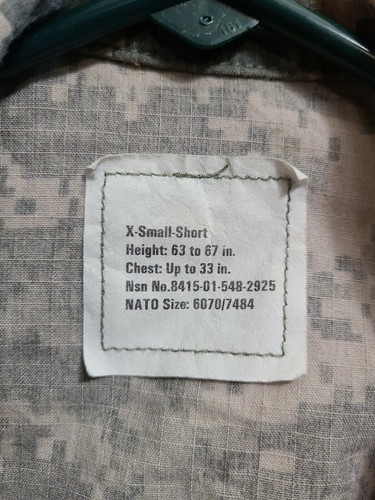 161
X-Small-Short
Height: 63 to 67 in.
Chest: Up to 33 in.
Nsn No.8415-01-548-2925
NATO Size: 6070/7484